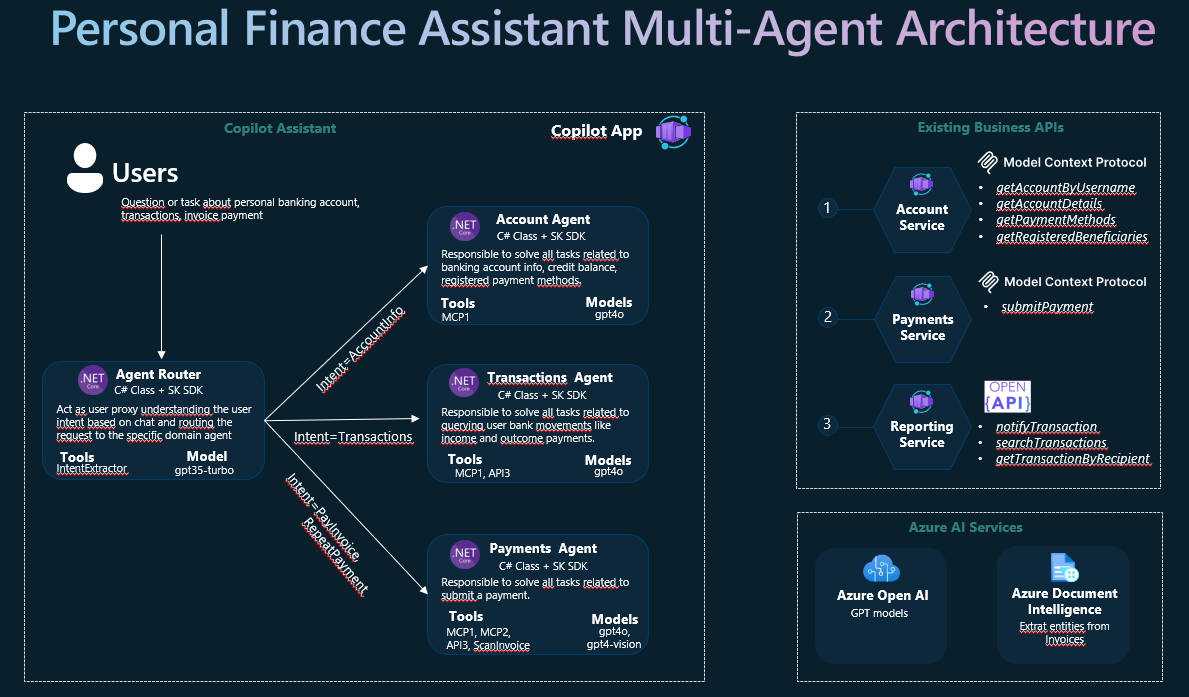 Personal Finance Assistant Multi-Agent Architecture
Copilot Assistant
Copilot App
Users
Question or task about personal banking account,
transactions, invoice payment
.NET
Core
Agent Router
C# Class + SK SDK
Act as user proxy understanding the user
intent based on chat and routing the
request to the specific domain agent
Tools
IntentExtractor
Model
gpt35-turbo
Intent=AccountInfo
Intent=Transactions
Intent=PayInvoice
RepeatPayment
.NET
Core
Account Agent
C# Class + SK SDK
Responsible to solve all tasks related to
banking account info, credit balance,
registered payment methods.
Tools
MCP1
Models
gpt4o
.NET
Core
Transactions Agent
C# Class + SK SDK
Responsible to solve all tasks related to
querying user bank movements like
income and outcome payments.
Tools
MCP1, API3
Models
gpt4o
.NET
Core
Payments Agent
C# Class + SK SDK
Responsible to solve all tasks related to
submit a payment.
Tools
MCP1, MCP2,
API3, ScanInvoice
Models
gpt4o,
gpt4-vision
Existing Business APIs
1
Account
Service
Model Context Protocol
• getAccountByUsername
• getAccountDetails
• getPaymentMethods
• getRegisteredBeneficiaries
2
Payments
Service
Model Context Protocol
• submitPayment
3
Reporting
Service
OPEN
{API}
• notifyTransaction
• searchTransactions
• getTransactionByRecipient
Azure AI Services
Azure Open AI
GPT models
Azure Document
Intelligence
Extrat entities from
Invoices